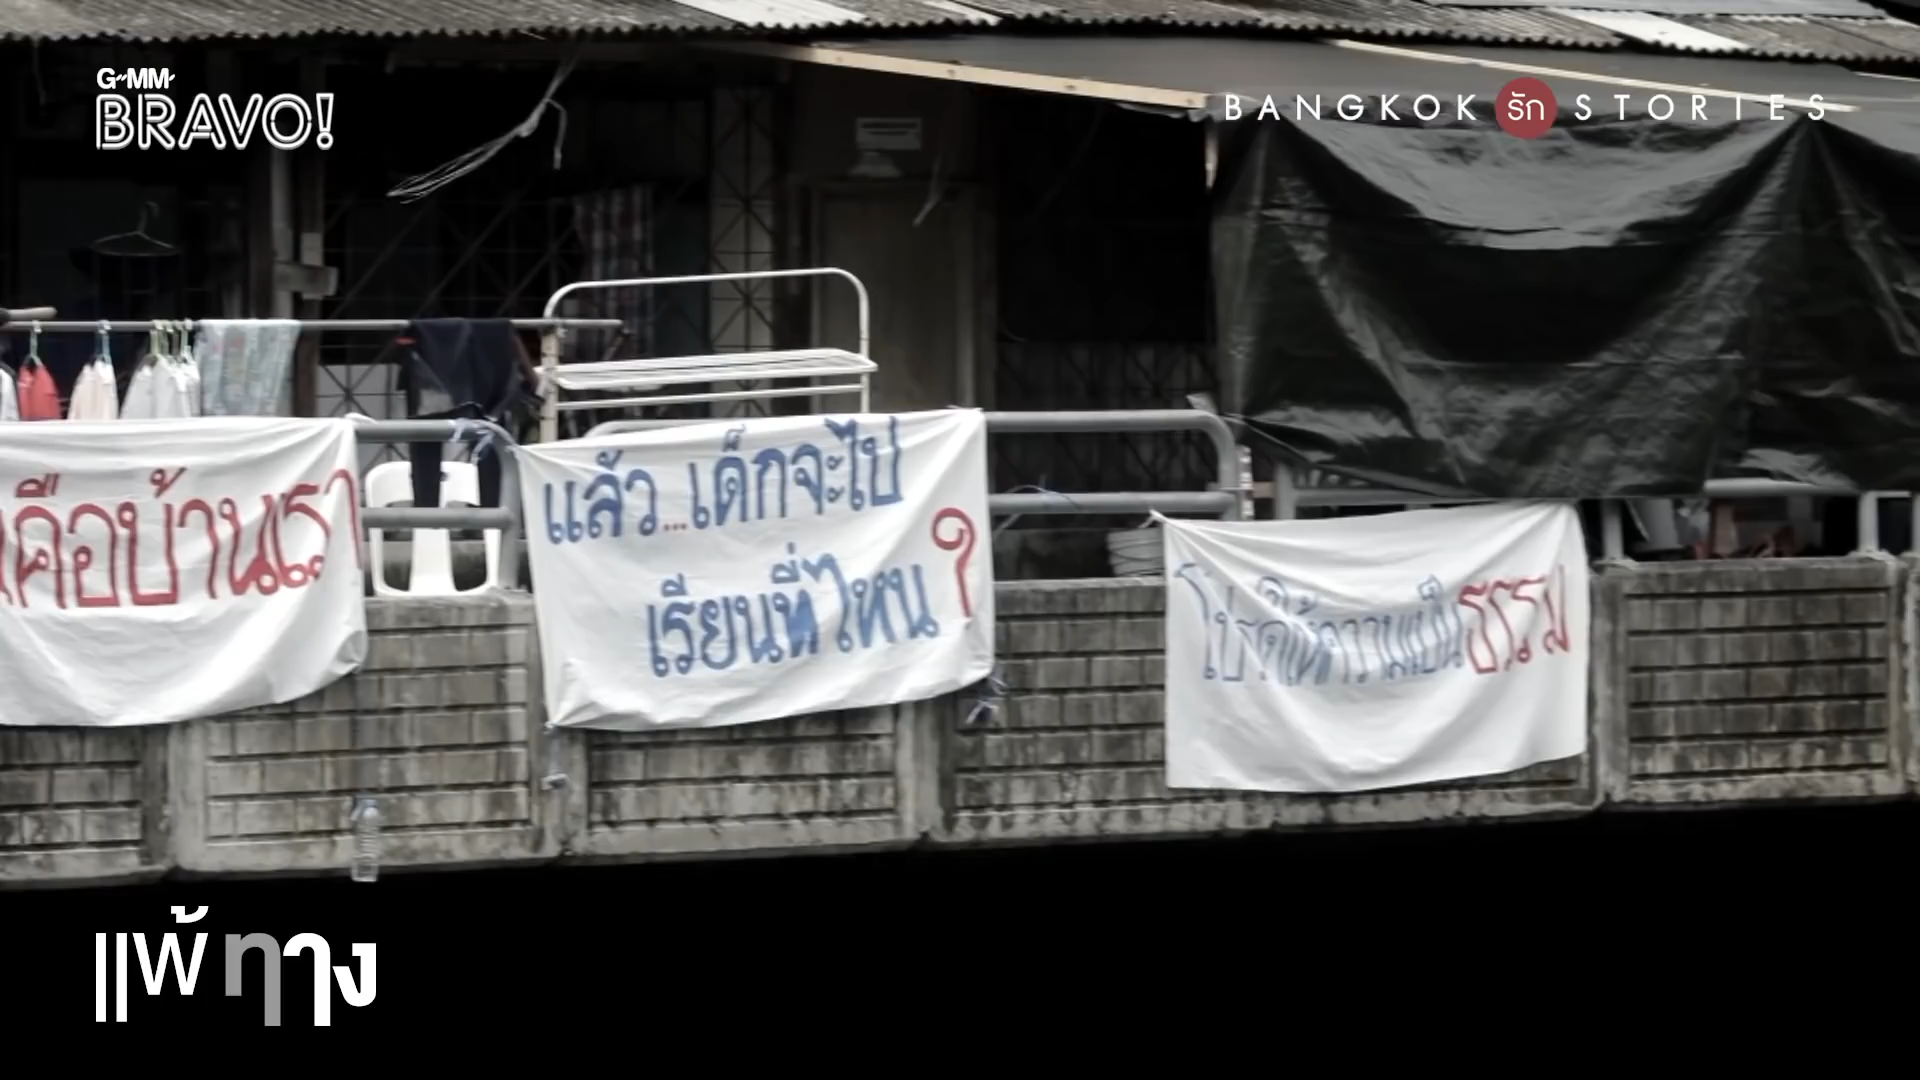 GMM
BRAVO!
BANGKOK รัก STORIES
คือบ้านเรา
แล้ว...เด็กจะไป
เรียนที่ไหน?
โปรดให้ความเป็นธรรม
แพ้ทาง